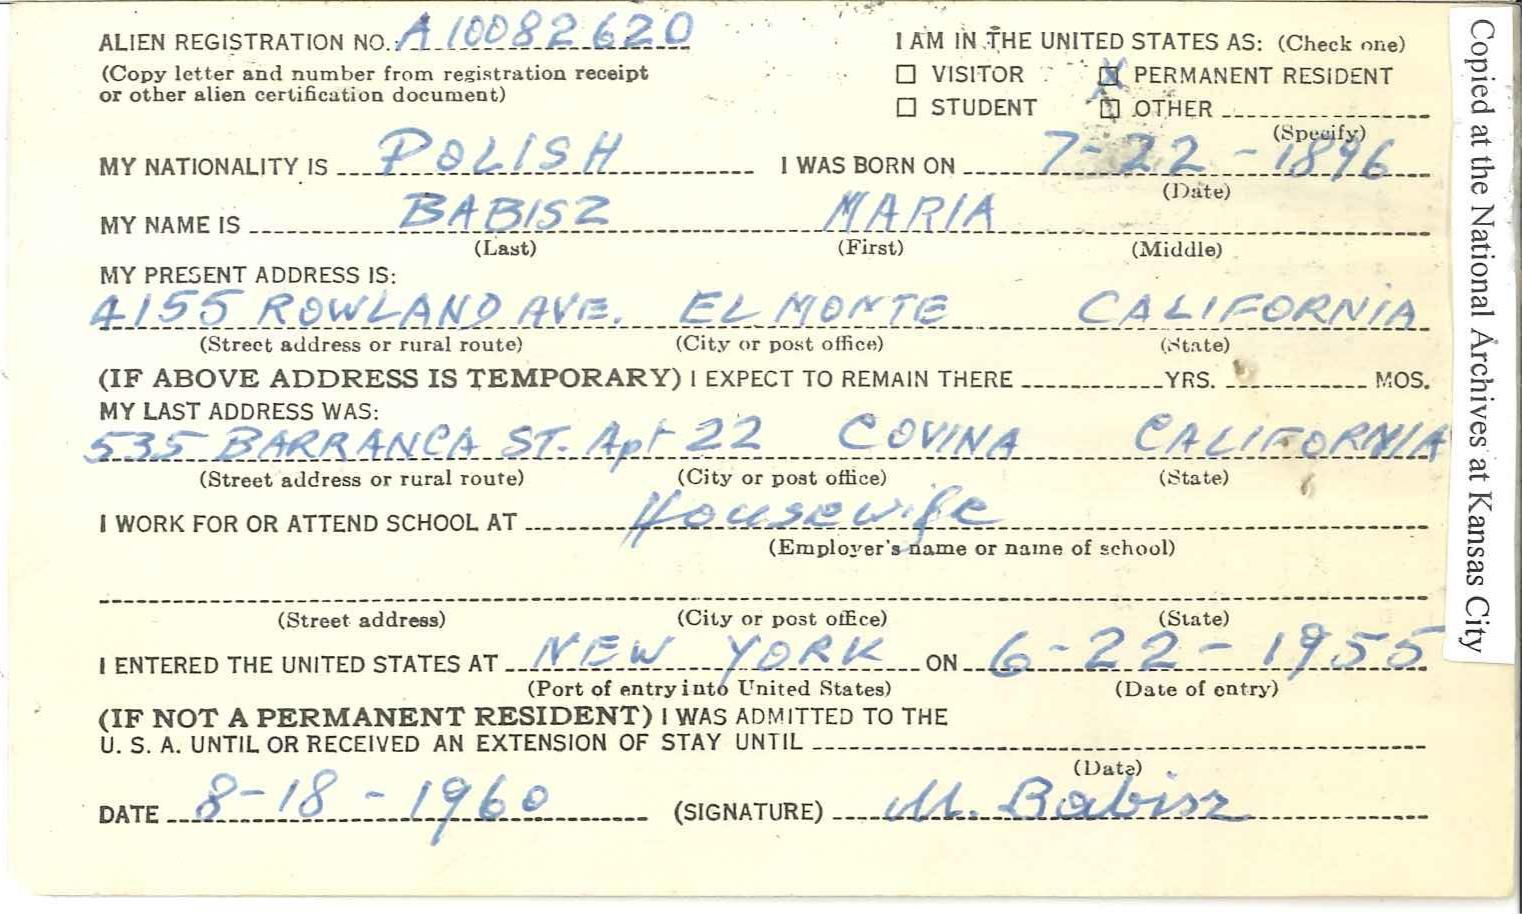 ALIEN REGISTRATION NO. A10082620
(Copy letter and number from registration receipt
or other alien certification document)
I AM IN THE UNITED STATES AS: (Check one)
☐ VISITOR ☒ PERMANENT RESIDENT
☐ STUDENT ☐ OTHER
(Specify)
MY NATIONALITY IS POLISH I WAS BORN ON 7-22-1896
(Date)
MY NAME IS BABISZ MARIA
(Last) (First) (Middle)
MY PRESENT ADDRESS IS:
4155 ROWLAND AVE. EL MONTE CALIFORNIA
(Street address or rural route) (City or post office) (State)
(IF ABOVE ADDRESS IS TEMPORARY) I EXPECT TO REMAIN THERE YRS. MOS.
MY LAST ADDRESS WAS:
535 BARRANCA ST. Apt 22 COVINA CALIFORNIA
(Street address or rural route) (City or post office) (State)
I WORK FOR OR ATTEND SCHOOL AT Housewife
(Employer's name or name of school)
(Street address) (City or post office) (State)
I ENTERED THE UNITED STATES AT NEW YORK ON 6-22-1955
(Port of entry into United States) (Date of entry)
(IF NOT A PERMANENT RESIDENT) I WAS ADMITTED TO THE
U. S. A. UNTIL OR RECEIVED AN EXTENSION OF STAY UNTIL
(Date)
DATE 8-18-1960 (SIGNATURE) M. Babisz
Copied at the National Archives at Kansas City